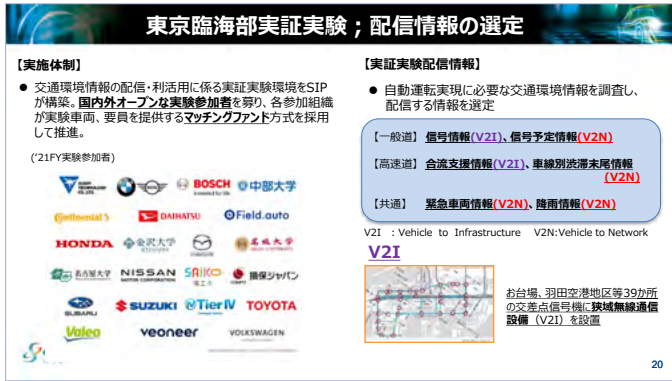 東京臨海部実証実験；配信情報の選定
【実施体制】
● 交通環境情報の配信・利活用に係る実証実験環境をSIP
が構築。国内外オープンな実験参加者を募り、各参加組織
が実験車両、要員を提供するマッチングファンド方式を採用
して推進。
('21FY実験参加者)
BOSCH
中部大学
Continental
DAIHATSU
Field.auto
HONDA
金沢大学
名城大学
名古屋大学
NISSAN
MOTOR CORPORATION
SAIKO
埼工大
損保ジャパン
SUBARU
SUZUKI
Tier IV
TOYOTA
Valeo
veoneer
VOLKSWAGEN
【実証実験配信情報】
● 自動運転実現に必要な交通環境情報を調査し、
配信する情報を選定
【一般道】 信号情報(V2I)、信号予定情報(V2N)
【高速道】 合流支援情報(V2I)、車線別渋滞末尾情報
(V2N)
【共通】 緊急車両情報(V2N)、降雨情報(V2N)
V2I ：Vehicle to Infrastructure V2N:Vehicle to Network
V2I
お台場、羽田空港地区等39か所
の交差点信号機に狭域無線通信
設備（V2I）を設置
20